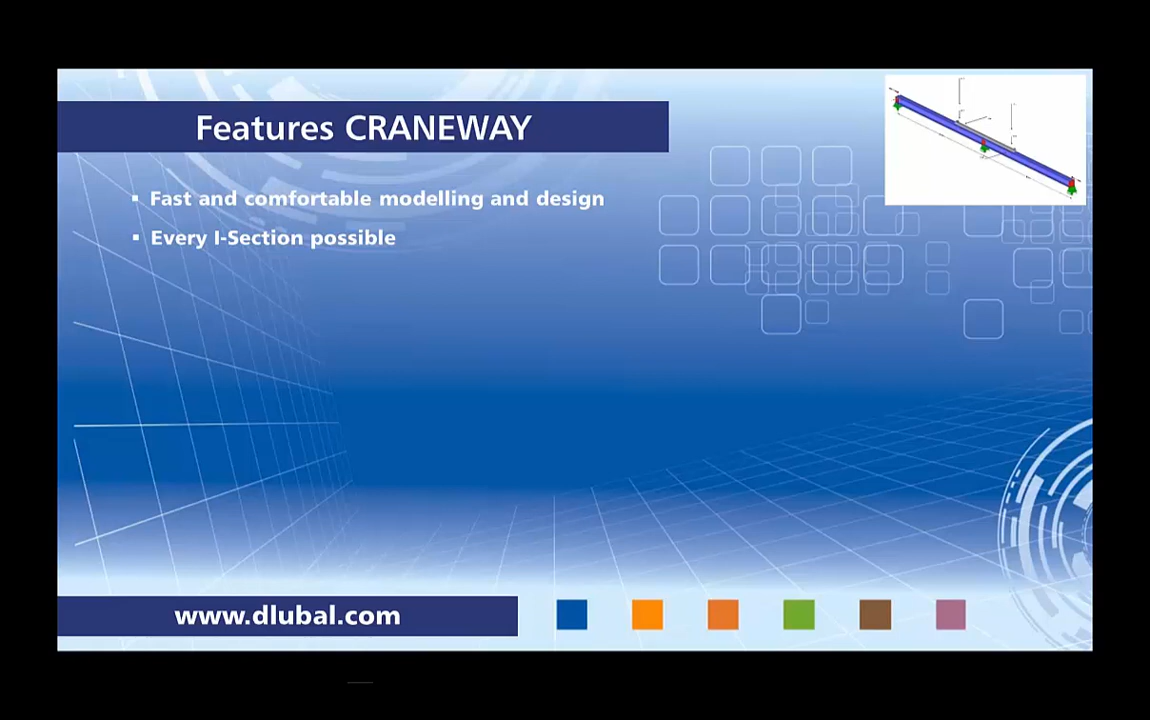 Features CRANEWAY
▪ Fast and comfortable modelling and design
▪ Every I-Section possible
www.dlubal.com